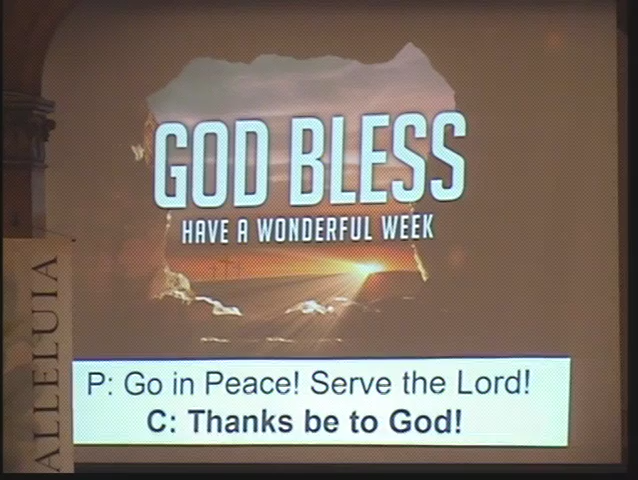 GOD BLESS
HAVE A WONDERFUL WEEK
ALLELUIA
P: Go in Peace! Serve the Lord!
C: Thanks be to God!